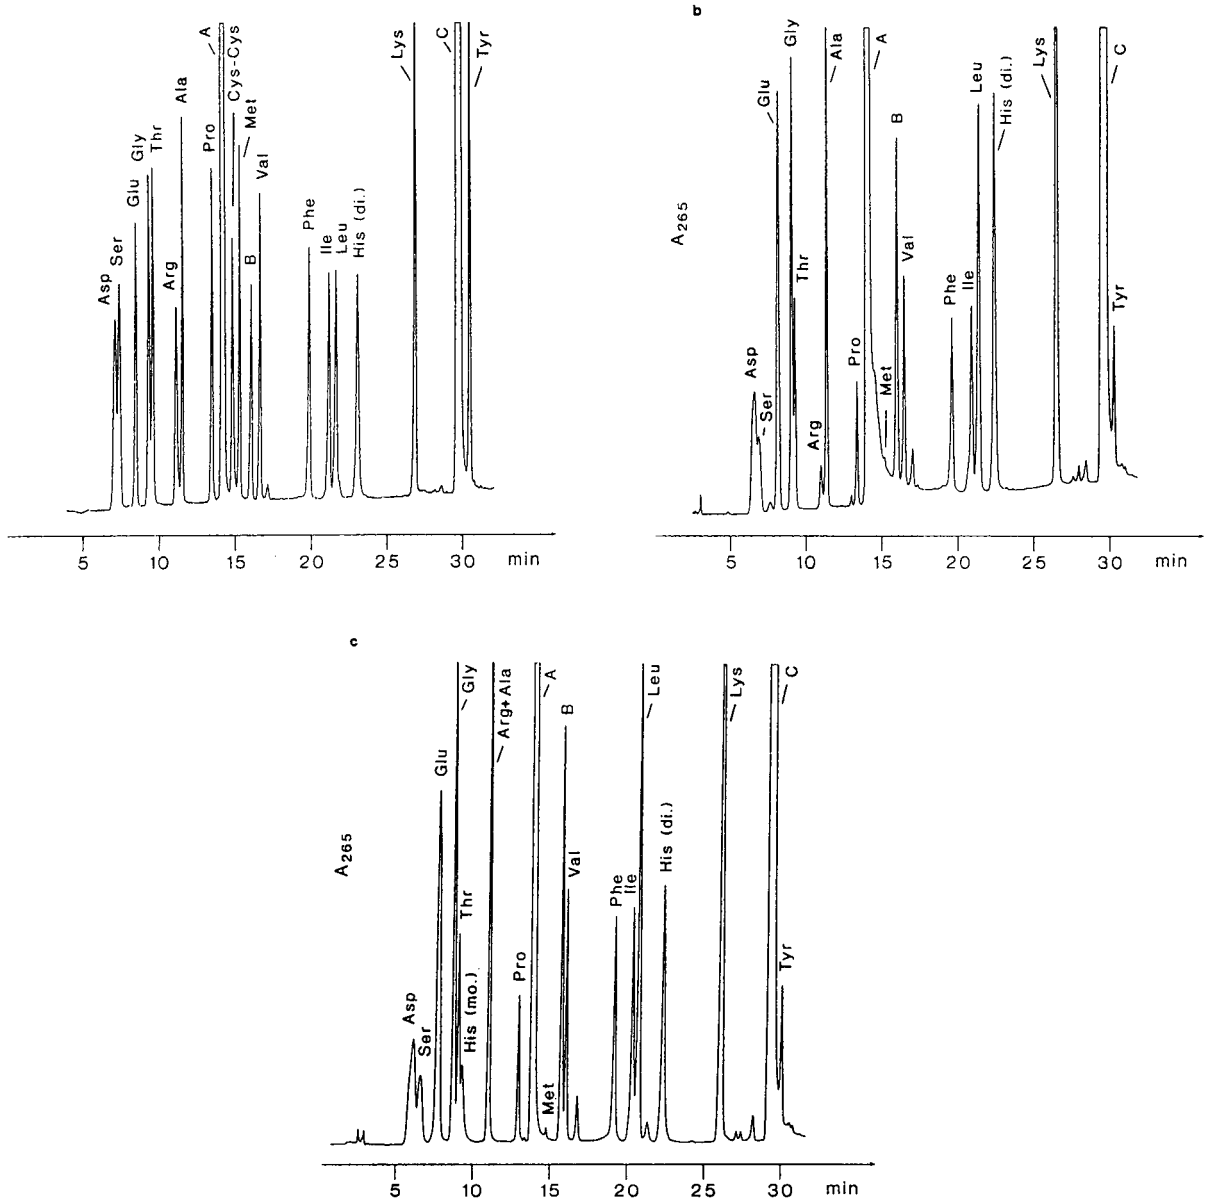 Asp
Ser
Glu
Gly
Thr
Arg
Ala
Pro
A
Cys-Cys
Met
B
Val
Phe
Ile
Leu
His (di.)
Lys
C
Tyr
5 10 15 20 25 30 min
b
A265
Asp
Ser
Glu
Gly
Thr
Arg
Ala
Pro
A
Met
B
Val
Phe
Ile
Leu
His (di.)
Lys
C
Tyr
5 10 15 20 25 30 min
c
A265
Asp
Ser
Glu
Gly
Thr
His (mo.)
Arg+Ala
Pro
A
Met
B
Val
Phe
Ile
Leu
His (di.)
Lys
C
Tyr
5 10 15 20 25 30 min